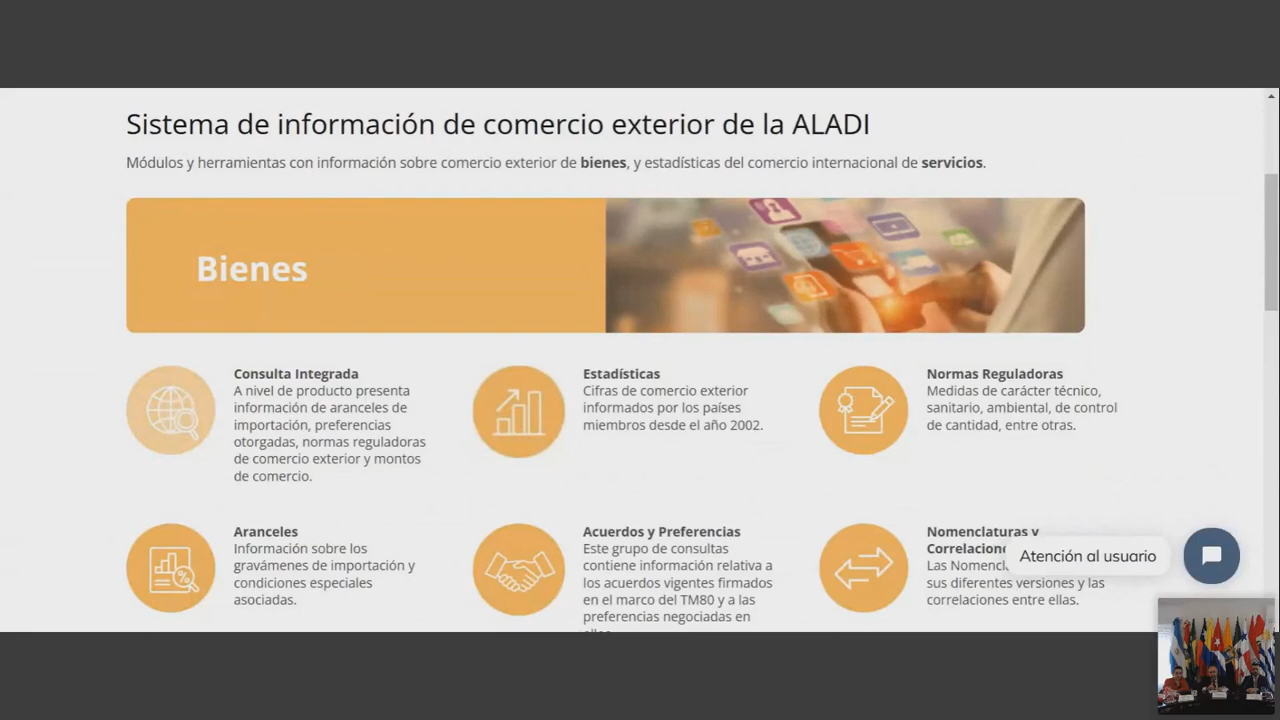 Sistema de información de comercio exterior de la ALADI
Módulos y herramientas con información sobre comercio exterior de bienes, y estadísticas del comercio internacional de servicios.
Bienes
Consulta Integrada
A nivel de producto presenta
información de aranceles de
importación, preferencias
otorgadas, normas reguladoras
de comercio exterior y montos
de comercio.
Estadísticas
Cifras de comercio exterior
informados por los países
miembros desde el año 2002.
Normas Reguladoras
Medidas de carácter técnico,
sanitario, ambiental, de control
de cantidad, entre otras.
Aranceles
Información sobre los
gravámenes de importación y
condiciones especiales
asociadas.
Acuerdos y Preferencias
Este grupo de consultas
contiene información relativa a
los acuerdos vigentes firmados
en el marco del TM80 y a las
preferencias negociadas en
Nomenclaturas y
Las
sus diferentes versiones y las
correlaciones entre ellas.
Atención al usuario